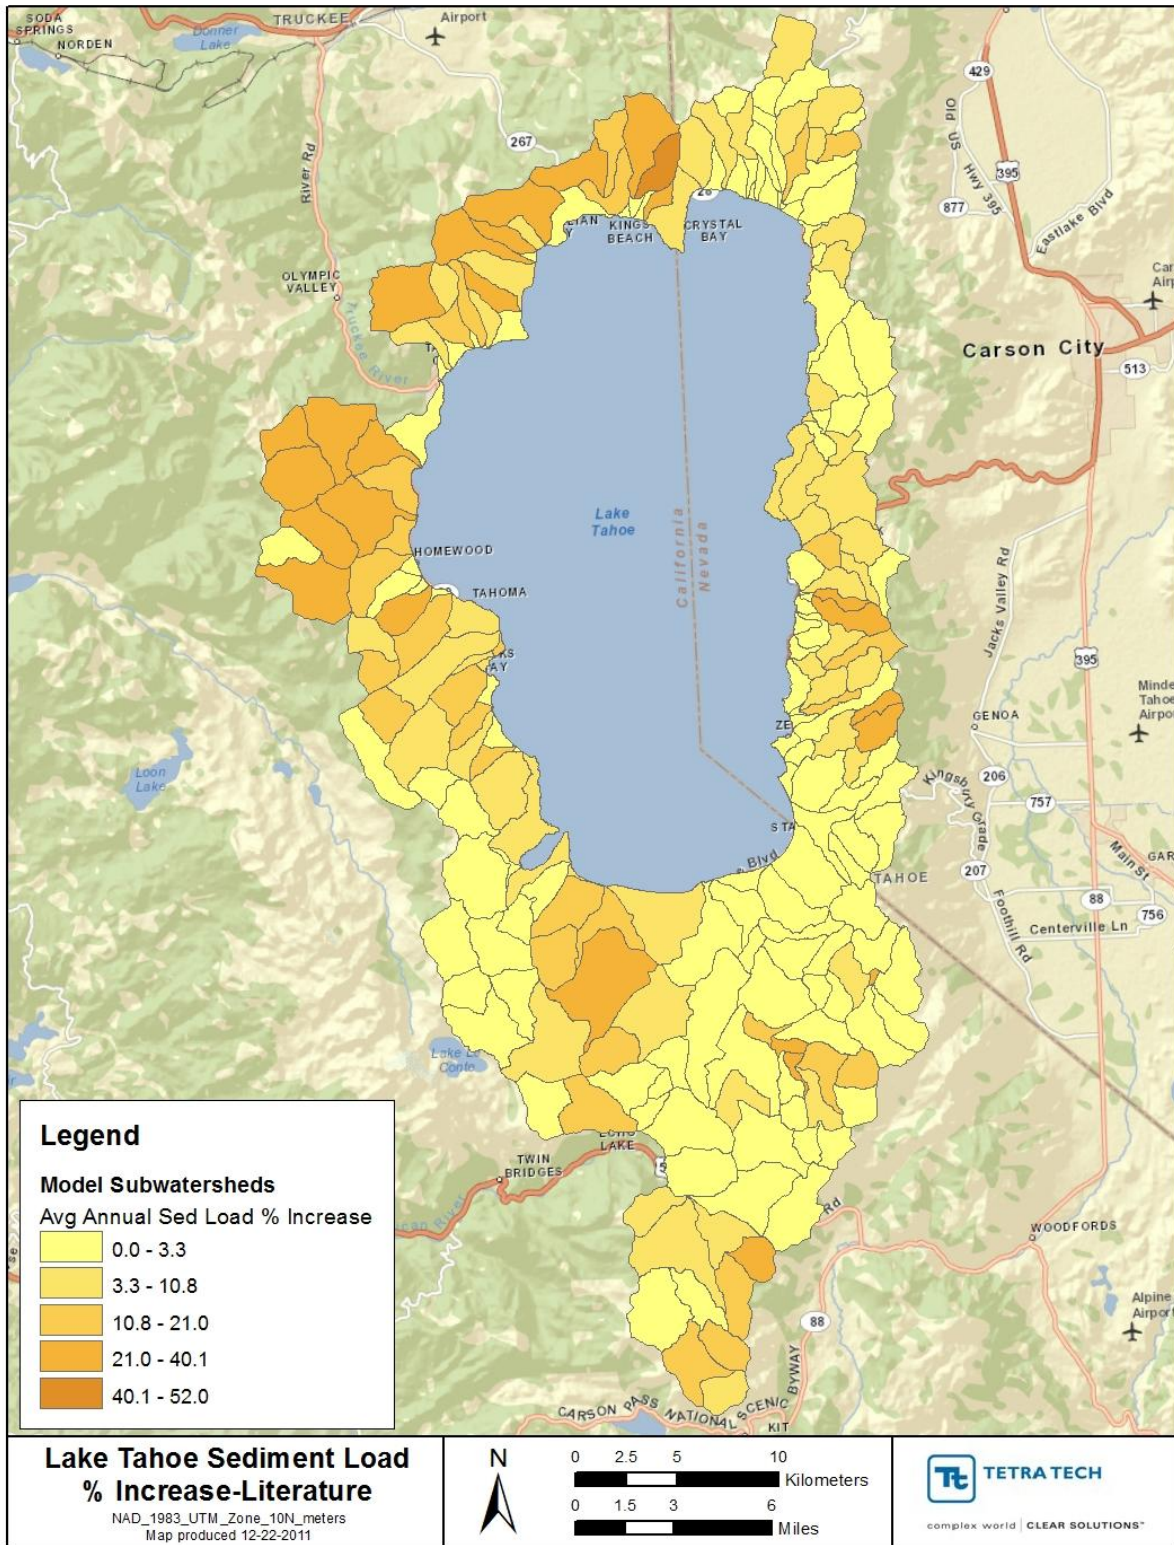 SODA
SPRINGS
NORDEN
Donner
Lake
TRUCKEE
Airport
267
River Rd
OLYMPIC
VALLEY
Truckee River
KINGS
BEACH
28
CRYSTAL
BAY
429
Old
US
Hwy 395
395
877
Eastlake Blvd
Carson City
513
Lake
Tahoe
California
Nevada
HOMEWOOD
TAHOMA
Jacks Valley Rd
395
GENOA
Airport
Loon
Lake
Kingsbury Grade
206
757
Main St
207
88
756
Foothill Rd
Centerville Ln
TAHOE
Blvd
LAKE
TWIN
BRIDGES
Rd
WOODFORDS
88
Alpine
Airport
CARSON PASS NATIONAL SCENIC BYWAY
KIT
Legend
Model Subwatersheds
Avg Annual Sed Load % Increase
0.0 - 3.3
3.3 - 10.8
10.8 - 21.0
21.0 - 40.1
40.1 - 52.0
Lake Tahoe Sediment Load
% Increase-Literature
NAD_1983_UTM_Zone_10N_meters
Map produced 12-22-2011
N
0 2.5 5 10
Kilometers
0 1.5 3 6
Miles
Tt TETRA TECH
complex world | CLEAR SOLUTIONS™